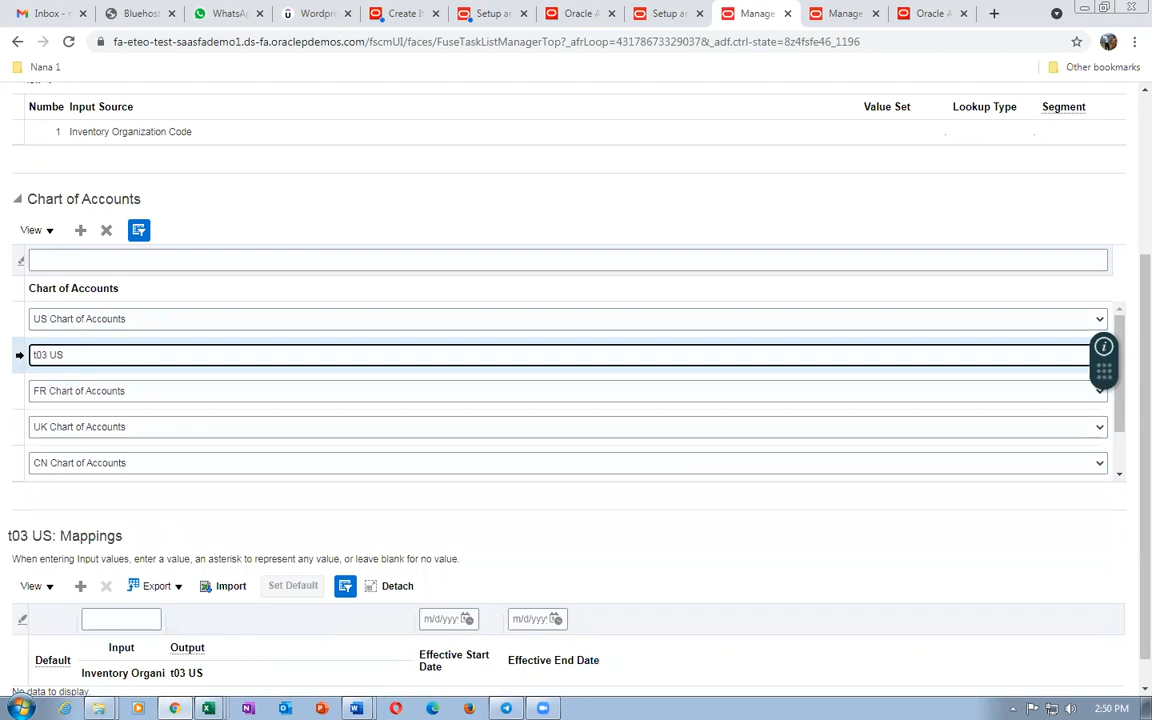 Inbox - m
Bluehost
WhatsAp
Wordpre
Create In
Setup an
Oracle A
Setup an
Manage
Manage
Oracle A
fa-eteo-test-saasfademo1.ds-fa.oraclepdemos.com/fscmUI/faces/FuseTaskListManagerTop?_afrLoop=43178673329037&_adf.ctrl-state=8z4fsfe46_1196
Nana 1
Other bookmarks
Numbe Input Source Value Set Lookup Type Segment
1 Inventory Organization Code
Chart of Accounts
View
Chart of Accounts
US Chart of Accounts
t03 US
FR Chart of Accounts
UK Chart of Accounts
CN Chart of Accounts
t03 US: Mappings
When entering Input values, enter a value, an asterisk to represent any value, or leave blank for no value.
View Export Import Set Default Detach
m/d/yyy m/d/yyy
Input Output
Default Effective Start Date Effective End Date
Inventory Organi t03 US
No data to display.
2:50 PM